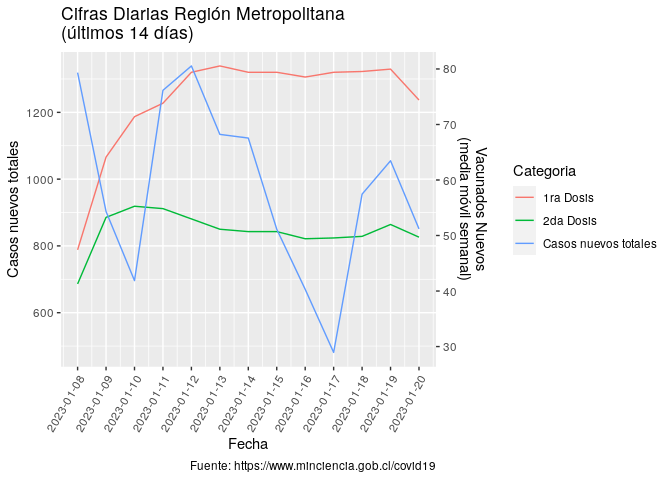 Cifras Diarias Región Metropolitana
(últimos 14 días)
Casos nuevos totales
1200
1000
800
600
80
70
60
50
40
30
Vacunados Nuevos
(media móvil semanal)
2023-01-08
2023-01-09
2023-01-10
2023-01-11
2023-01-12
2023-01-13
2023-01-14
2023-01-15
2023-01-16
2023-01-17
2023-01-18
2023-01-19
2023-01-20
Fecha
Categoria
1ra Dosis
2da Dosis
Casos nuevos totales
Fuente: https://www.minciencia.gob.cl/covid19